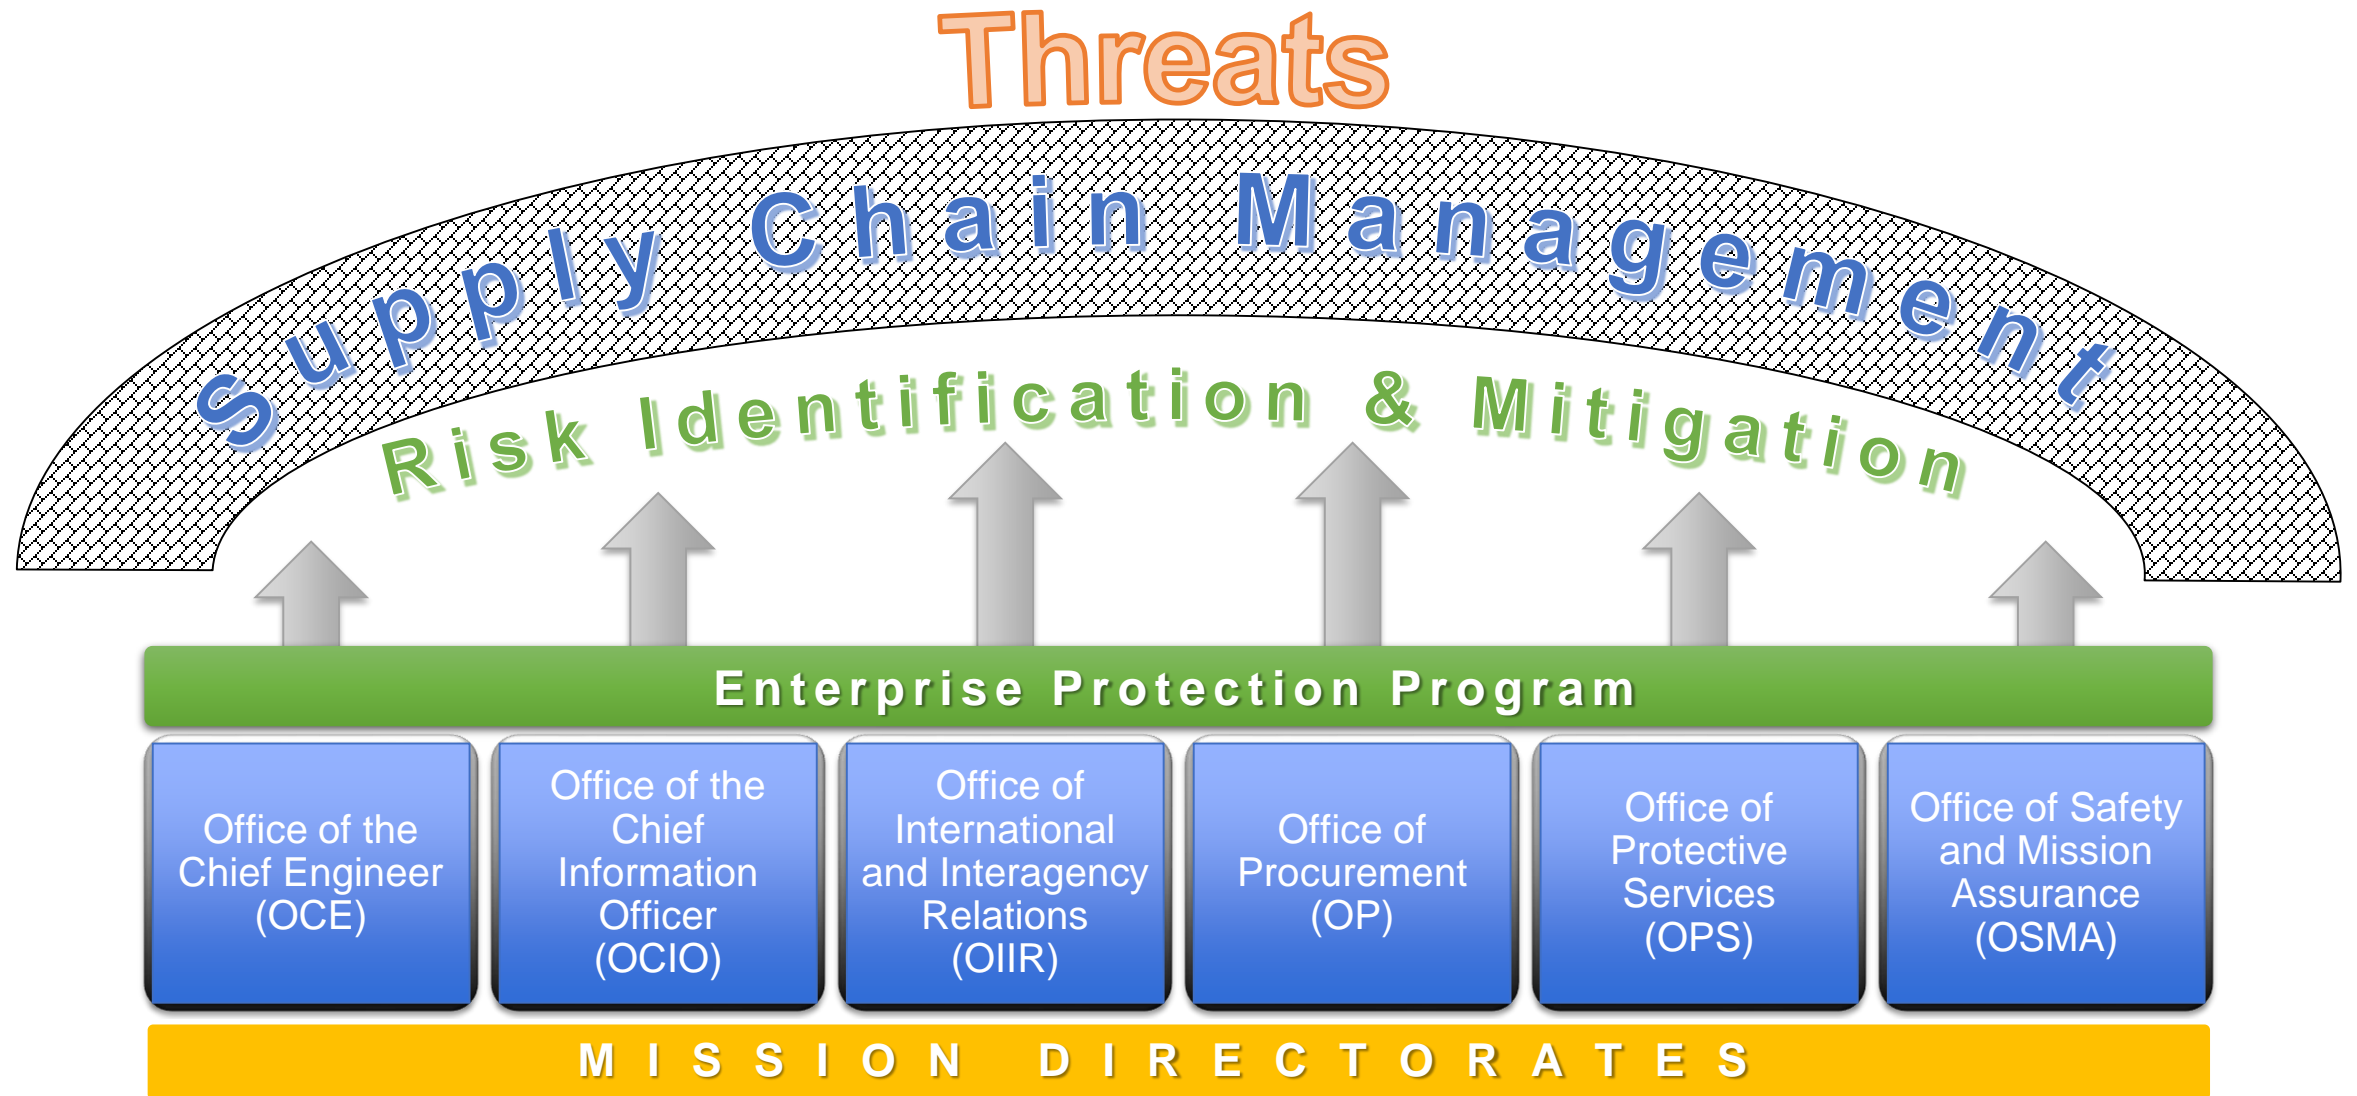 Threats
Supply Chain Management
Risk Identification & Mitigation
Enterprise Protection Program
Office of the
Chief Engineer
(OCE)
Office of the
Chief
Information
Officer
(OCIO)
Office of
International
and Interagency
Relations
(OIIR)
Office of
Procurement
(OP)
Office of
Protective
Services
(OPS)
Office of Safety
and Mission
Assurance
(OSMA)
MISSION DIRECTORATES